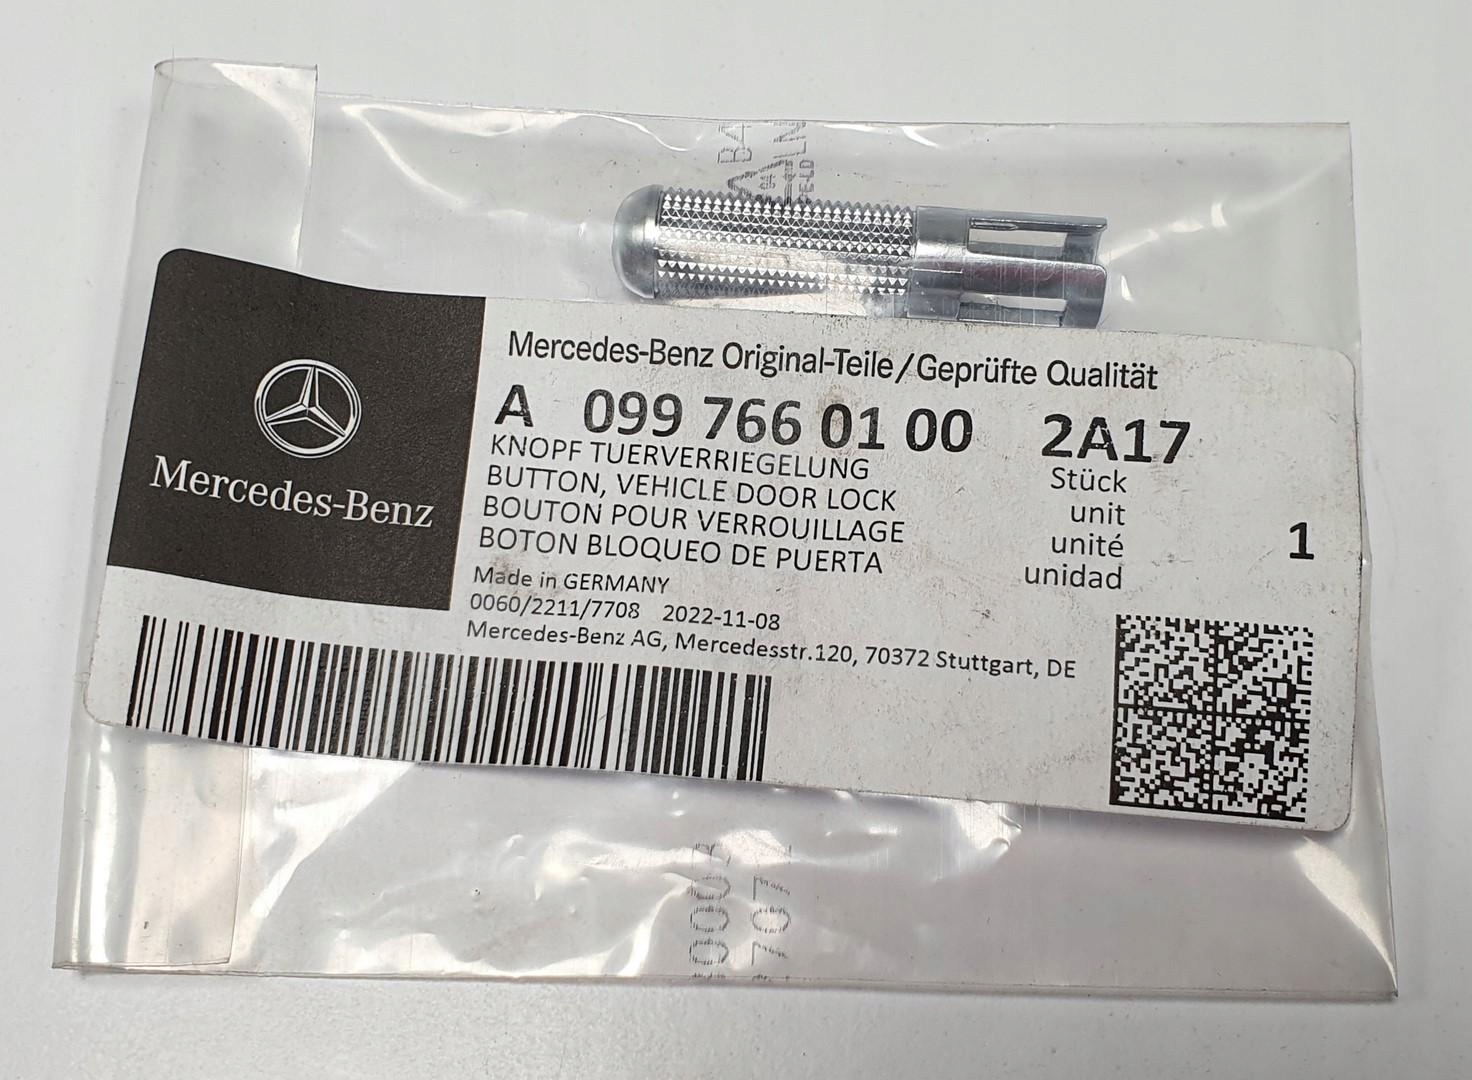 Mercedes-Benz
Mercedes-Benz Original-Teile/Geprüfte Qualität
A 099 766 01 00 2A17
KNOPF TUERVERRIEGELUNG
BUTTON, VEHICLE DOOR LOCK
BOUTON POUR VERROUILLAGE
BOTON BLOQUEO DE PUERTA
Stück
unit
unité
unidad
1
Made in GERMANY
0060/2211/7708 2022-11-08
Mercedes-Benz AG, Mercedesstr.120, 70372 Stuttgart, DE